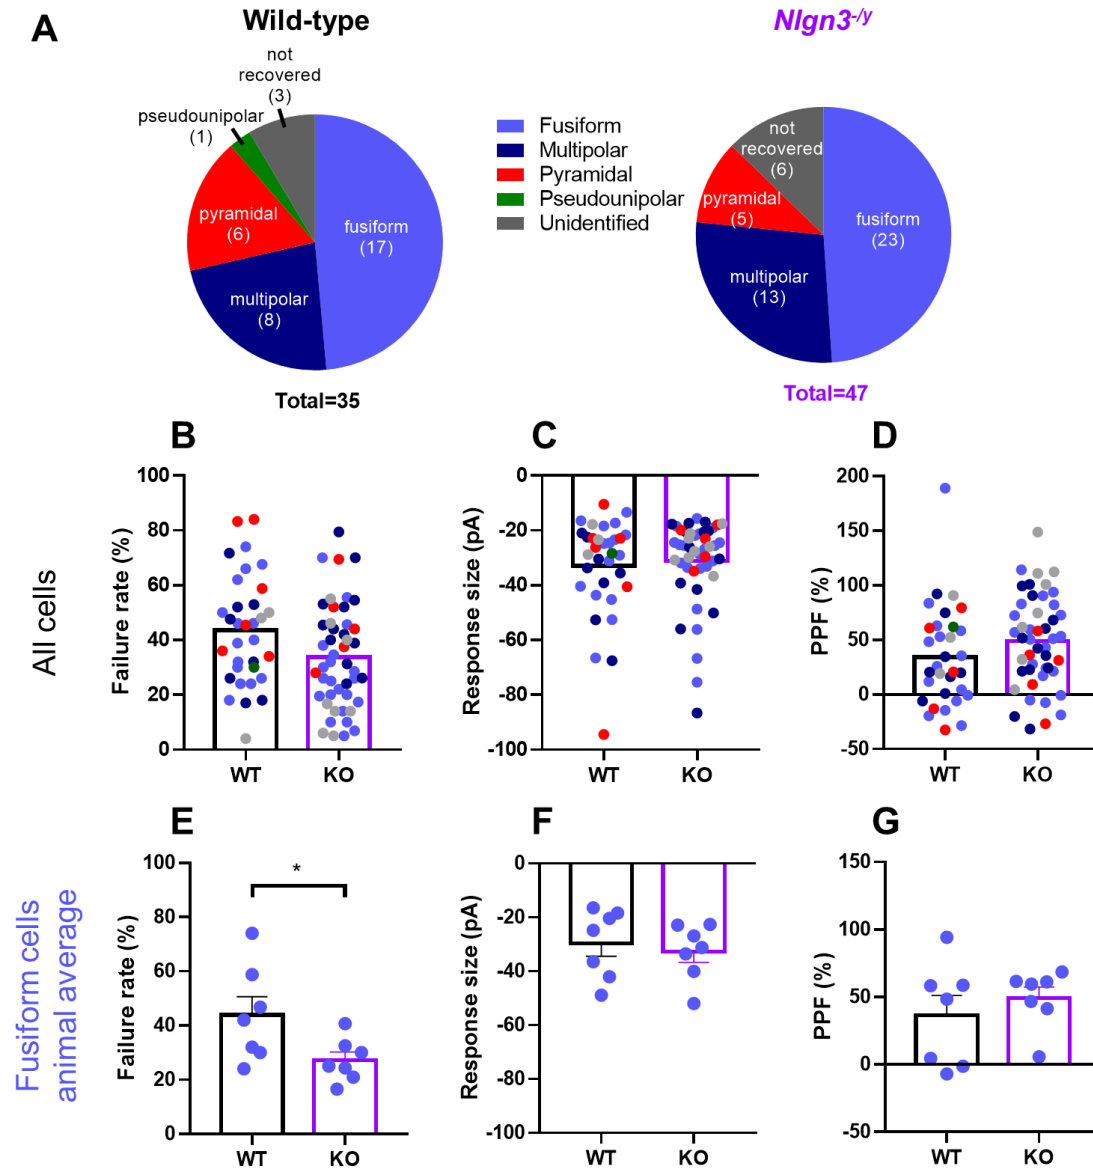 A
Wild-type
Nlgn3-/y
not
recovered
(3)
pseudounipolar
(1)
pyramidal
(6)
fusiform
(17)
multipolar
(8)
Total=35
Fusiform
Multipolar
Pyramidal
Pseudounipolar
Unidentified
not
recovered
(6)
pyramidal
(5)
fusiform
(23)
multipolar
(13)
Total=47
All cells
B
Failure rate (%)
100
80
60
40
20
0
WT
KO
C
Response size (pA)
0
-20
-40
-60
-80
-100
WT
KO
D
PPF (%)
200
150
100
50
0
-50
WT
KO
Fusiform cells
animal average
E
Failure rate (%)
100
80
60
40
20
0
*
WT
KO
F
Response size (pA)
0
-20
-40
-60
-80
-100
WT
KO
G
PPF (%)
150
100
50
0
-50
WT
KO